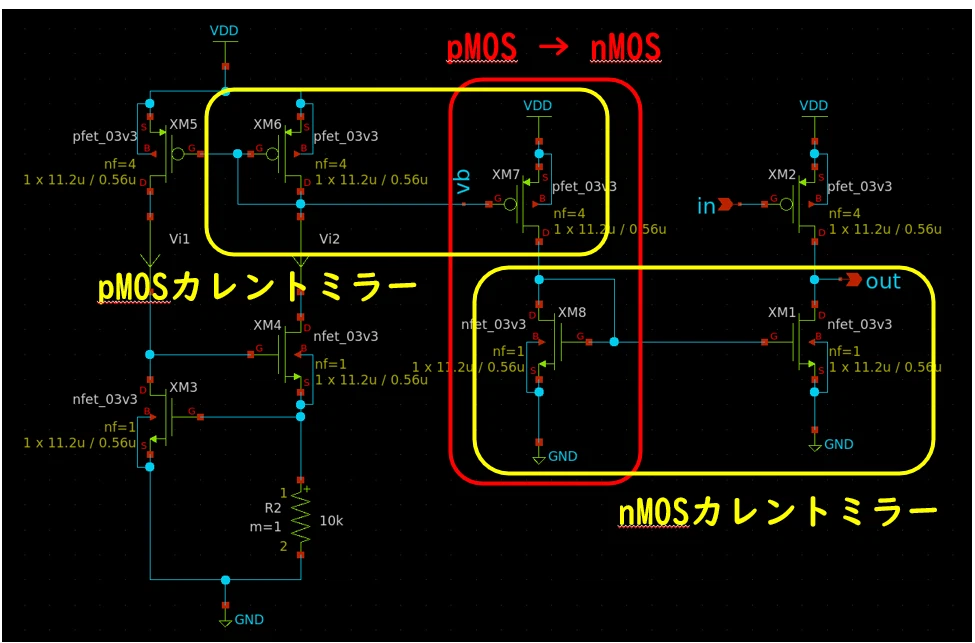 pMOS → nMOS
VDD
VDD
VDD
XM5
XM6
pfet_03v3
pfet_03v3
nf=4
1 x 11.2u / 0.56u
nf=4
1 x 11.2u / 0.56u
S
B
G
D
S
B
G
D
vb
XM7
pfet_03v3
nf=4
1 x 11.2u / 0.56u
S
B
G
D
in
XM2
pfet_03v3
nf=4
1 x 11.2u / 0.56u
S
B
G
D
Vi1
Vi2
pMOSカレントミラー
out
XM4
nfet_03v3
nf=1
1 x 11.2u / 0.56u
D
G
B
S
XM8
nfet_03v3
nf=1
1 x 11.2u / 0.56u
D
B
G
S
XM1
nfet_03v3
nf=1
1 x 11.2u / 0.56u
D
G
B
S
XM3
nfet_03v3
nf=1
1 x 11.2u / 0.56u
D
B
G
S
GND
GND
R2
m=1
1
+
2
10k
nMOSカレントミラー
GND